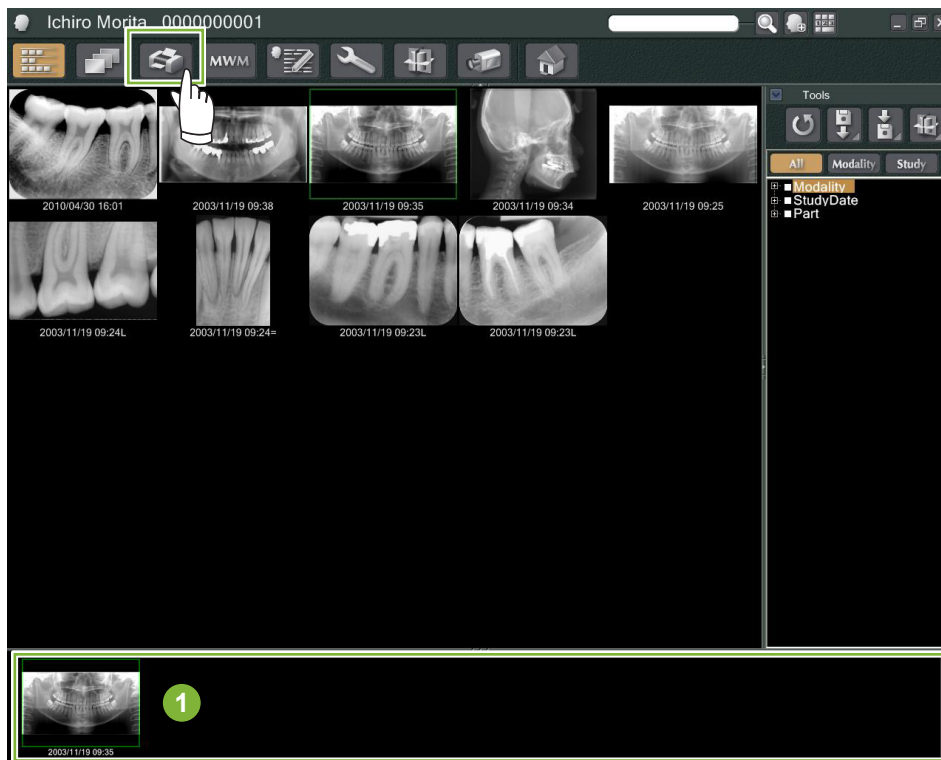 Ichiro Morita 0000000001
MWM
Tools
All Modality Study
Modality
StudyDate
Part
2010/04/30 16:01
2003/11/19 09:38
2003/11/19 09:35
2003/11/19 09:34
2003/11/19 09:25
2003/11/19 09:24L
2003/11/19 09:24=
2003/11/19 09:23L
2003/11/19 09:23L
1
2003/11/19 09:35